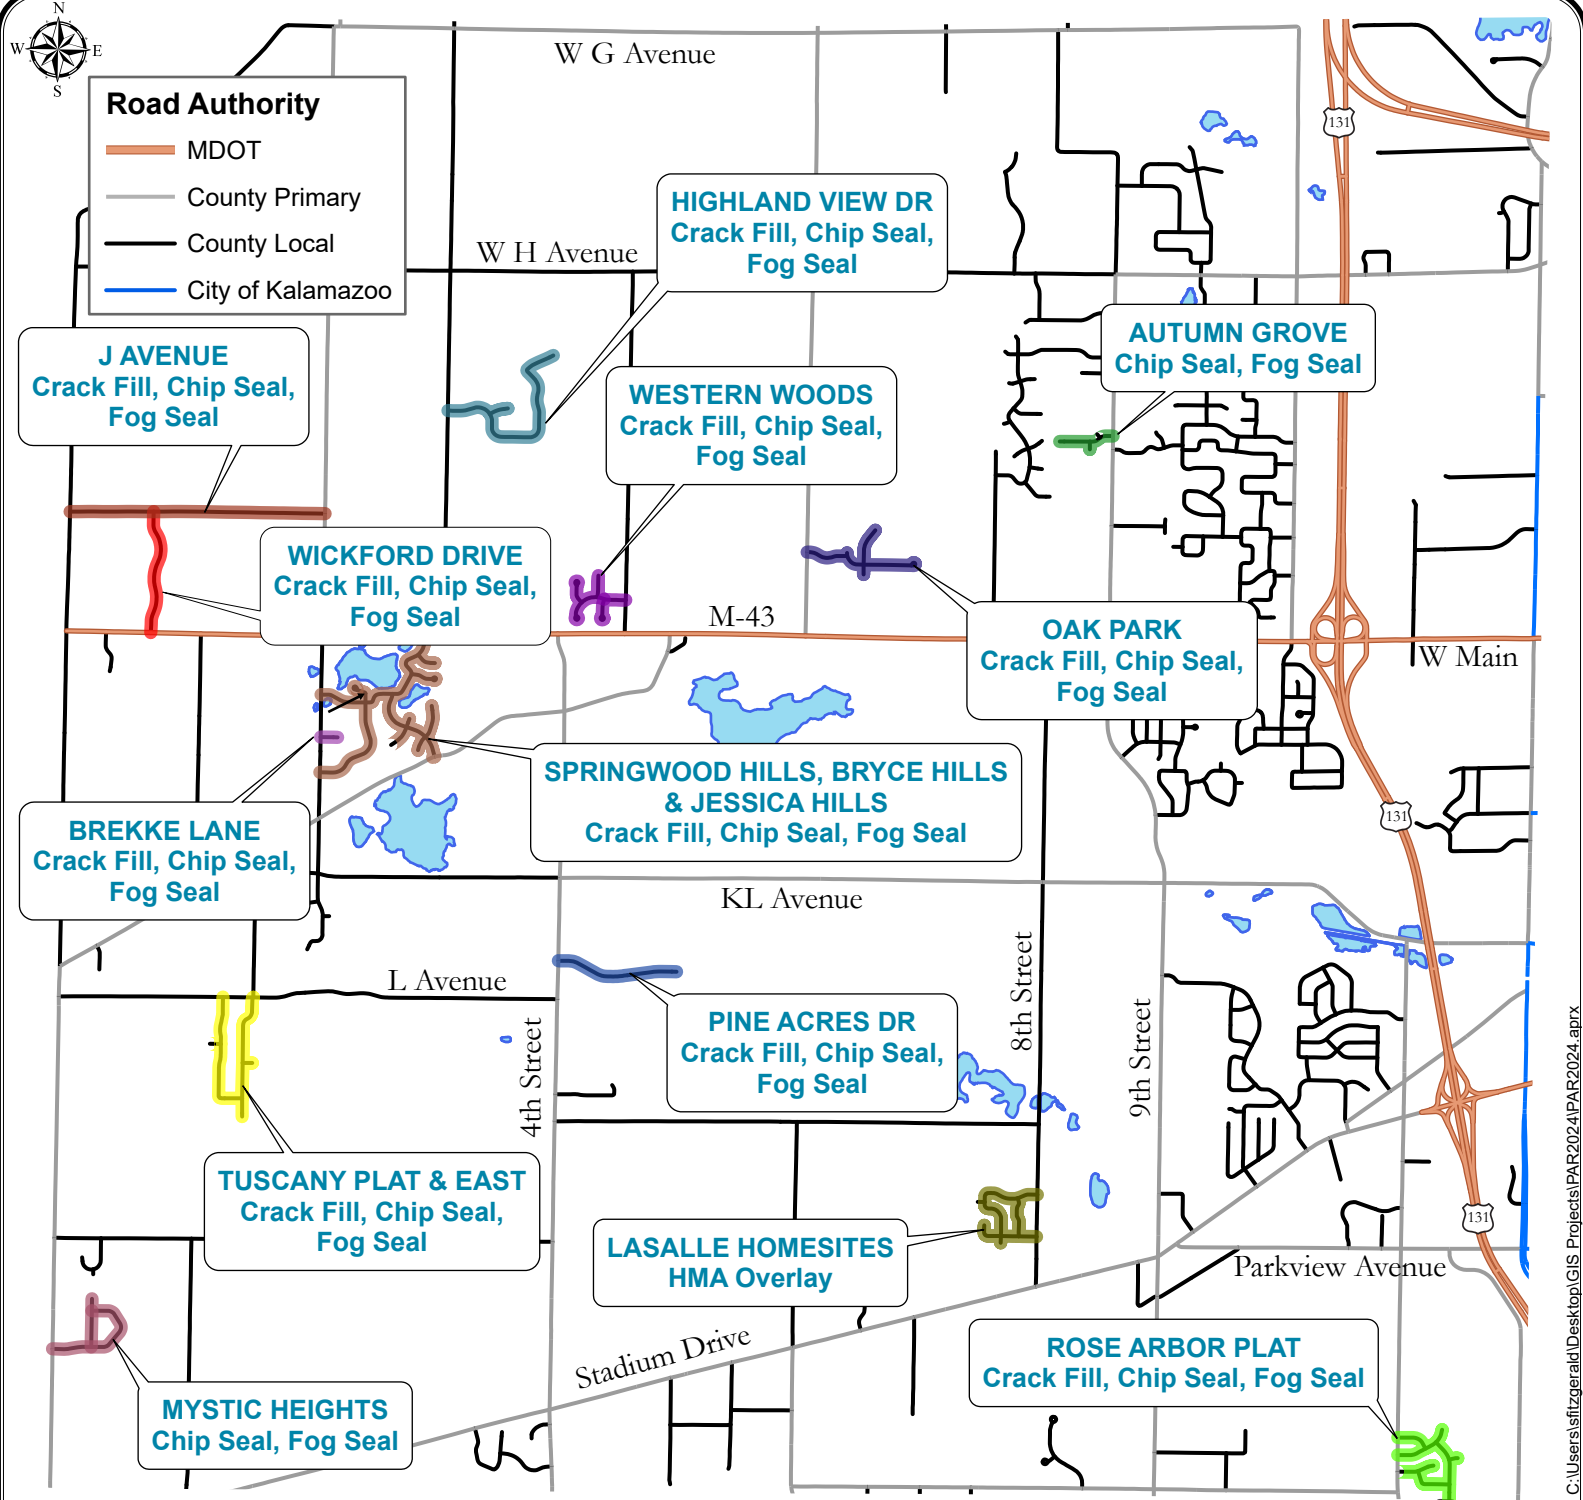 N
W E
S
Road Authority
MDOT
County Primary
County Local
City of Kalamazoo
W G Avenue
131
HIGHLAND VIEW DR
Crack Fill, Chip Seal,
Fog Seal
W H Avenue
AUTUMN GROVE
Chip Seal, Fog Seal
J AVENUE
Crack Fill, Chip Seal,
Fog Seal
WESTERN WOODS
Crack Fill, Chip Seal,
Fog Seal
WICKFORD DRIVE
Crack Fill, Chip Seal,
Fog Seal
M-43
OAK PARK
Crack Fill, Chip Seal,
Fog Seal
W Main
SPRINGWOOD HILLS, BRYCE HILLS
& JESSICA HILLS
Crack Fill, Chip Seal, Fog Seal
131
BREKKE LANE
Crack Fill, Chip Seal,
Fog Seal
KL Avenue
L Avenue
4th Street
8th Street
9th Street
PINE ACRES DR
Crack Fill, Chip Seal,
Fog Seal
TUSCANY PLAT & EAST
Crack Fill, Chip Seal,
Fog Seal
LASALLE HOMESITES
HMA Overlay
131
Parkview Avenue
Stadium Drive
ROSE ARBOR PLAT
Crack Fill, Chip Seal, Fog Seal
MYSTIC HEIGHTS
Chip Seal, Fog Seal
C:\Users\sfitzgerald\Desktop\GIS Projects\PAR2024\PAR2024.aprx